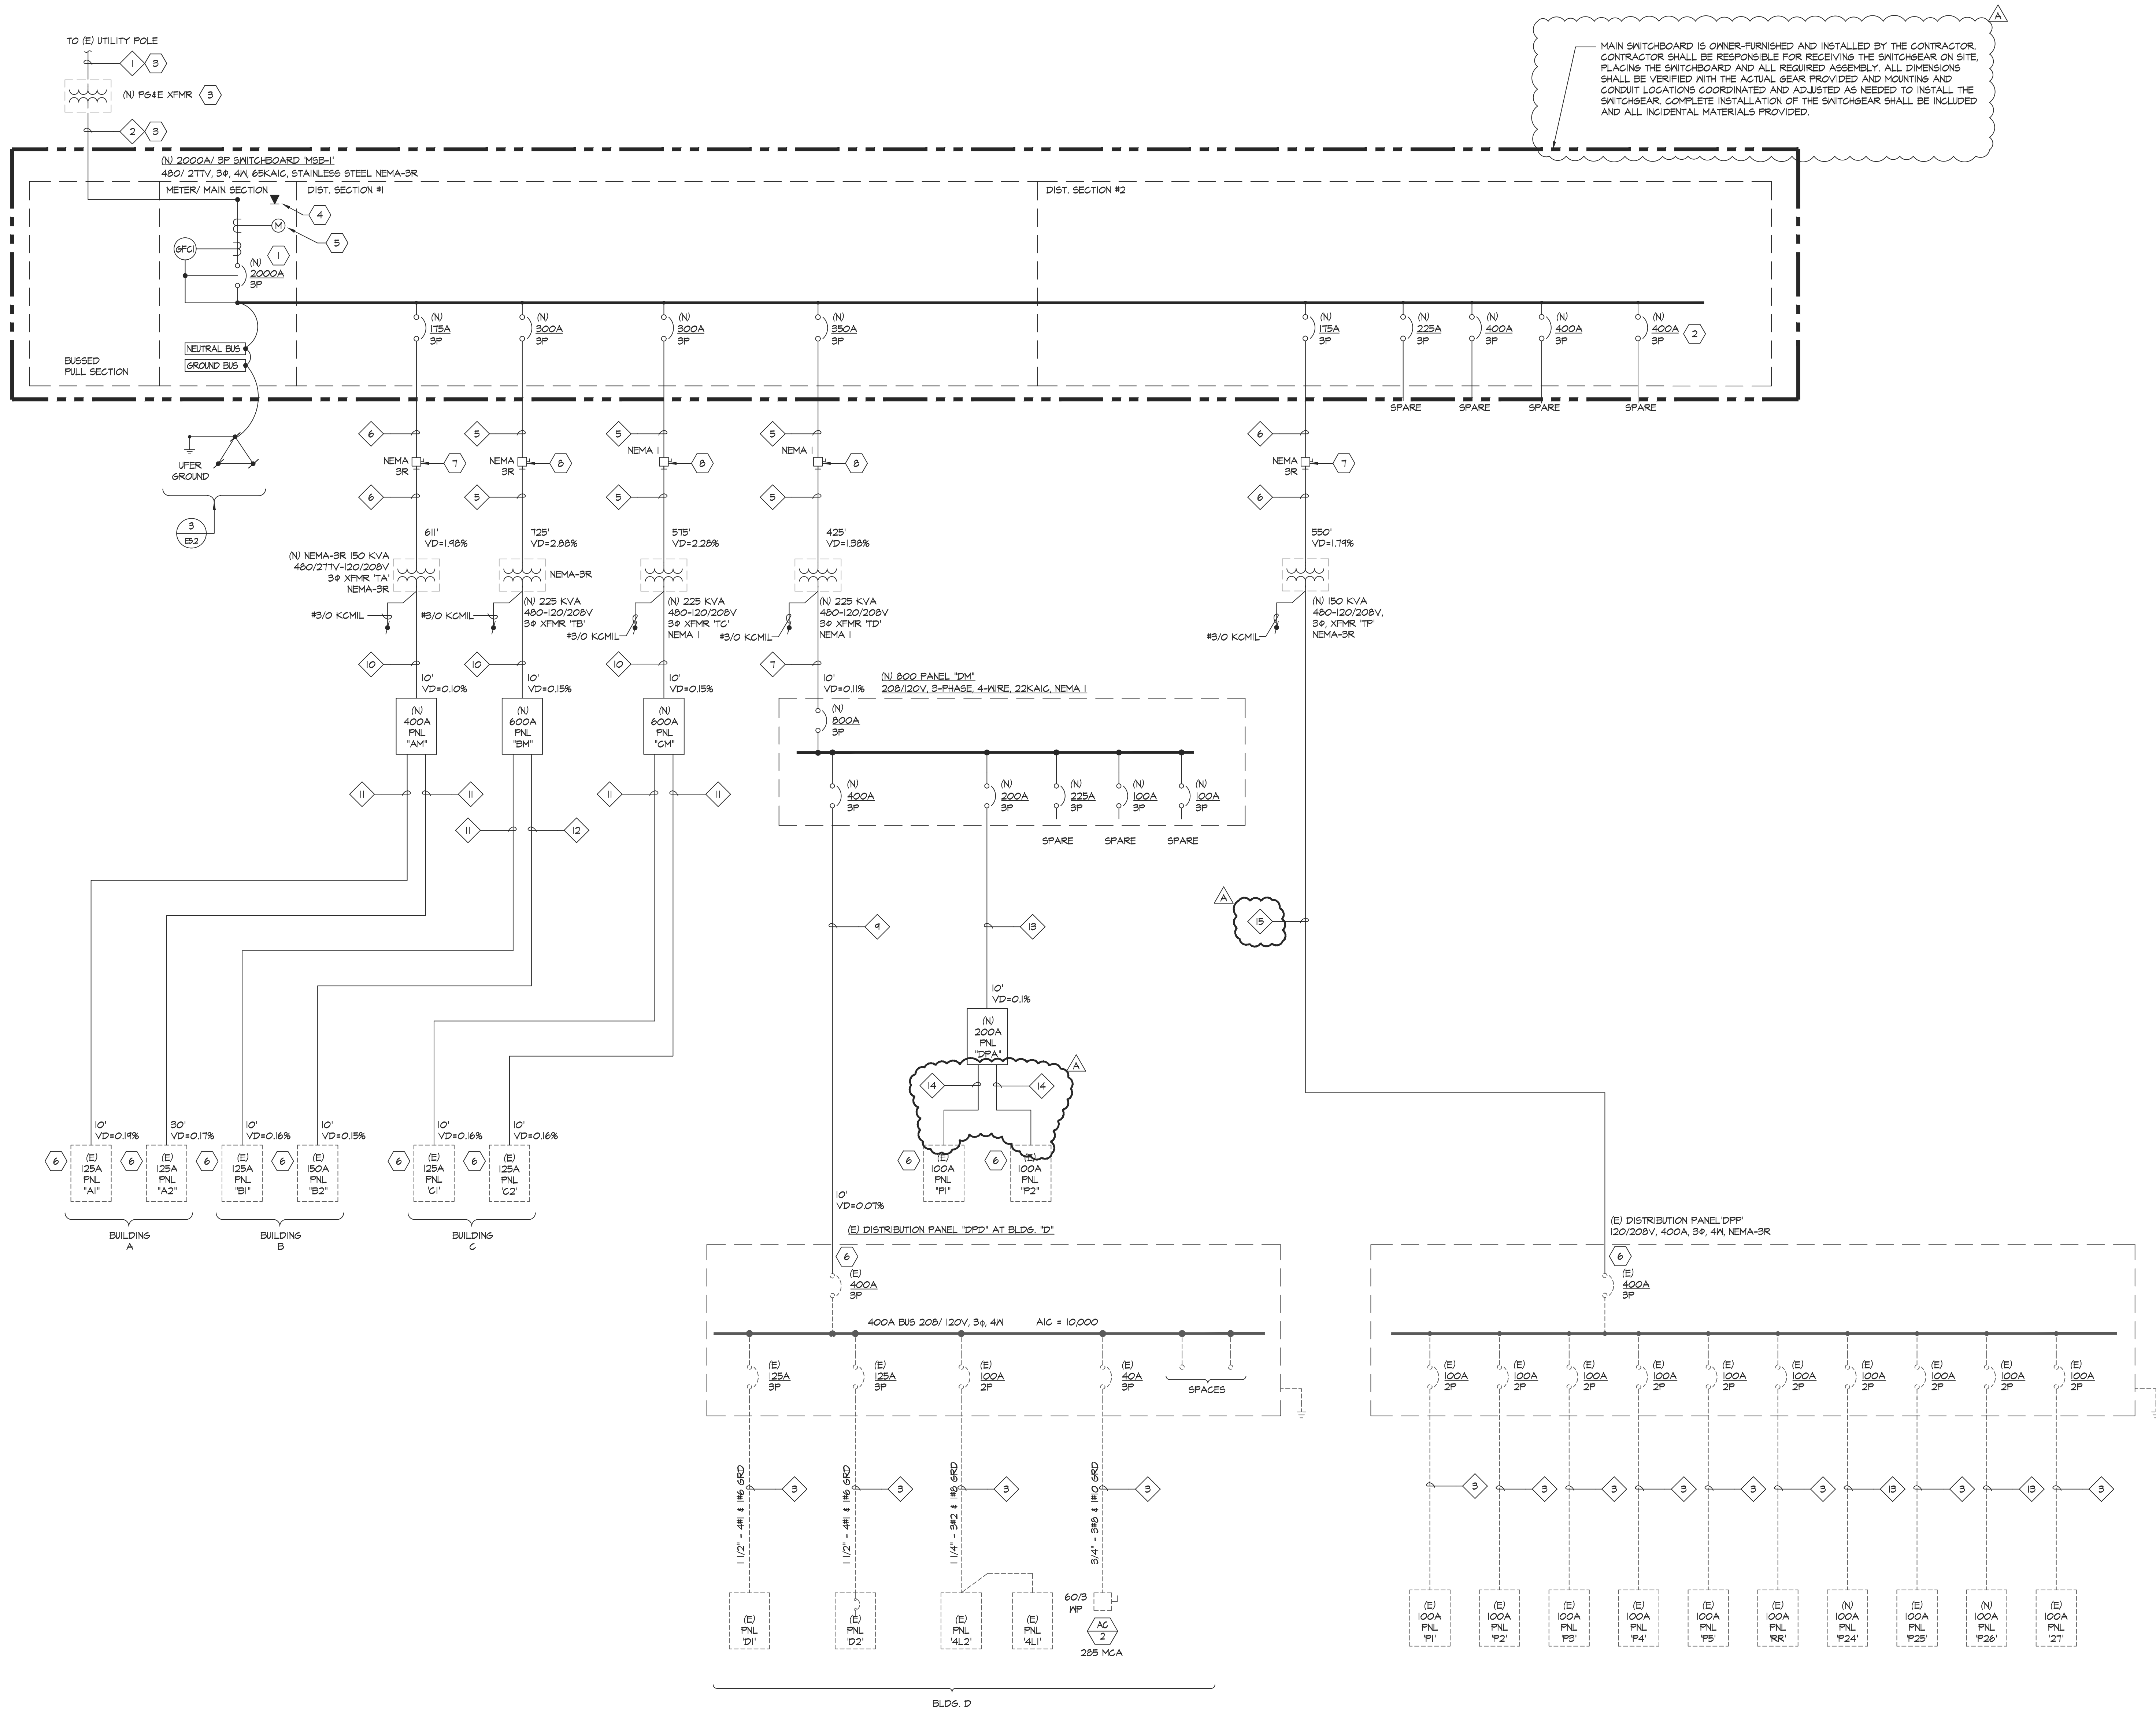 TO (E) UTILITY POLE
1
3
(N) PG&E XFMR
3
2
3
A
MAIN SWITCHBOARD IS OWNER-FURNISHED AND INSTALLED BY THE CONTRACTOR.
CONTRACTOR SHALL BE RESPONSIBLE FOR RECEIVING THE SWITCHGEAR ON SITE,
PLACING THE SWITCHBOARD AND ALL REQUIRED ASSEMBLY. ALL DIMENSIONS
SHALL BE VERIFIED WITH THE ACTUAL GEAR PROVIDED AND MOUNTING AND
CONDUIT LOCATIONS COORDINATED AND ADJUSTED AS NEEDED TO INSTALL THE
SWITCHGEAR. COMPLETE INSTALLATION OF THE SWITCHGEAR SHALL BE INCLUDED
AND ALL INCIDENTAL MATERIALS PROVIDED.
(N) 2000A/ 3P SWITCHBOARD 'MSB-1'
480/ 277V, 3Φ, 4W, 65KAIC, STAINLESS STEEL NEMA-3R
METER/ MAIN SECTION
DIST. SECTION #1
DIST. SECTION #2
4
M
5
GFCI
1
(N)
2000A
3P
NEUTRAL BUS
GROUND BUS
BUSSED
PULL SECTION
(N)
175A
3P
(N)
300A
3P
(N)
300A
3P
(N)
350A
3P
(N)
175A
3P
(N)
225A
3P
(N)
400A
3P
(N)
400A
3P
(N)
400A
3P
2
SPARE
SPARE
SPARE
SPARE
UFER
GROUND
3
E5.2
6
NEMA
3R
7
6
611'
VD=1.98%
(N) NEMA-3R 150 KVA
480/277V-120/208V
3Φ XFMR 'TA'
NEMA-3R
#3/0 KCMIL
10
10'
VD=0.10%
5
NEMA
3R
8
5
725'
VD=2.88%
NEMA-3R
(N) 225 KVA
480-120/208V
3Φ XFMR 'TB'
#3/0 KCMIL
10
10'
VD=0.15%
5
NEMA 1
8
5
575'
VD=2.28%
(N) 225 KVA
480-120/208V
3Φ XFMR 'TC'
NEMA 1
#3/0 KCMIL
10
10'
VD=0.15%
5
NEMA 1
8
5
425'
VD=1.38%
(N) 225 KVA
480-120/208V
3Φ XFMR 'TD'
NEMA 1
#3/0 KCMIL
7
10'
VD=0.11%
6
NEMA
3R
7
6
550'
VD=1.79%
(N) 150 KVA
480-120/208V,
3Φ, XFMR 'TP'
NEMA-3R
#3/0 KCMIL
(N)
400A
PNL
"AM"
(N)
600A
PNL
"BM"
(N)
600A
PNL
"CM"
(N) 800 PANEL "DM"
208/120V, 3-PHASE, 4-WIRE, 22KAIC, NEMA 1
(N)
800A
3P
(N)
400A
3P
(N)
200A
3P
(N)
225A
3P
(N)
100A
3P
(N)
100A
3P
SPARE
SPARE
SPARE
11
11
11
12
11
11
9
13
A
15
10'
VD=0.1%
(N)
200A
PNL
"DPA"
A
14
14
6
(E)
100A
PNL
"P1"
6
(E)
100A
PNL
"P2"
10'
VD=0.19%
30'
VD=0.17%
10'
VD=0.16%
10'
VD=0.15%
10'
VD=0.16%
10'
VD=0.16%
6
(E)
125A
PNL
"A1"
6
(E)
125A
PNL
"A2"
6
(E)
125A
PNL
"B1"
6
(E)
150A
PNL
"B2"
6
(E)
125A
PNL
'C1'
6
(E)
125A
PNL
'C2'
BUILDING
A
BUILDING
B
BUILDING
C
10'
VD=0.07%
(E) DISTRIBUTION PANEL "DPD" AT BLDG. "D"
6
(E)
400A
3P
400A BUS 208/ 120V, 3ϕ, 4W
AIC = 10,000
(E)
125A
3P
(E)
125A
3P
(E)
100A
2P
(E)
40A
3P
SPACES
1 1/2" - 4#1 & 1#6 GRD
3
1 1/2" - 4#1 & 1#6 GRD
3
1 1/4" - 3#2 & 1#8 GRD
3
3/4" - 3#8 & 1#10 GRD
3
(E)
PNL
'D1'
(E)
PNL
'D2'
(E)
PNL
'4L2'
(E)
PNL
'4L1'
60/3
WP
AC
2
285 MCA
BLDG. D
(E) DISTRIBUTION PANEL'DPP'
120/208V, 400A, 3Φ, 4W, NEMA-3R
6
(E)
400A
3P
(E)
100A
2P
(E)
100A
2P
(E)
100A
2P
(E)
100A
2P
(E)
100A
2P
(E)
100A
2P
(E)
100A
2P
(E)
100A
2P
(E)
100A
2P
(E)
100A
2P
3
3
3
3
3
3
13
3
13
3
(E)
100A
PNL
'P1'
(E)
100A
PNL
'P2'
(E)
100A
PNL
'P3'
(E)
100A
PNL
'P4'
(E)
100A
PNL
'P5'
(E)
100A
PNL
'RR'
(N)
100A
PNL
'P24'
(E)
100A
PNL
'P25'
(N)
100A
PNL
'P26'
(E)
100A
PNL
'27'